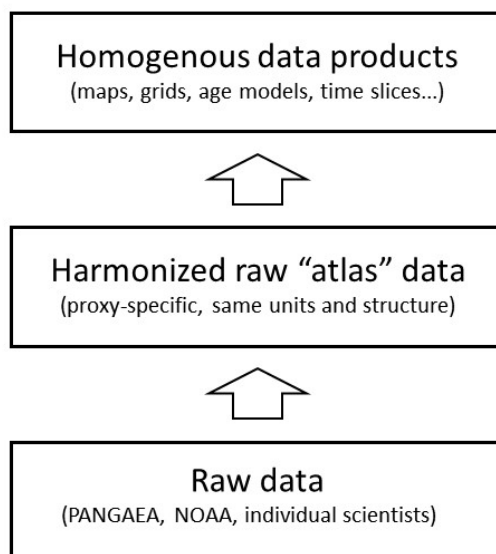 Homogenous data products
(maps, grids, age models, time slices...)
Harmonized raw “atlas” data
(proxy-specific, same units and structure)
Raw data
(PANGAEA, NOAA, individual scientists)